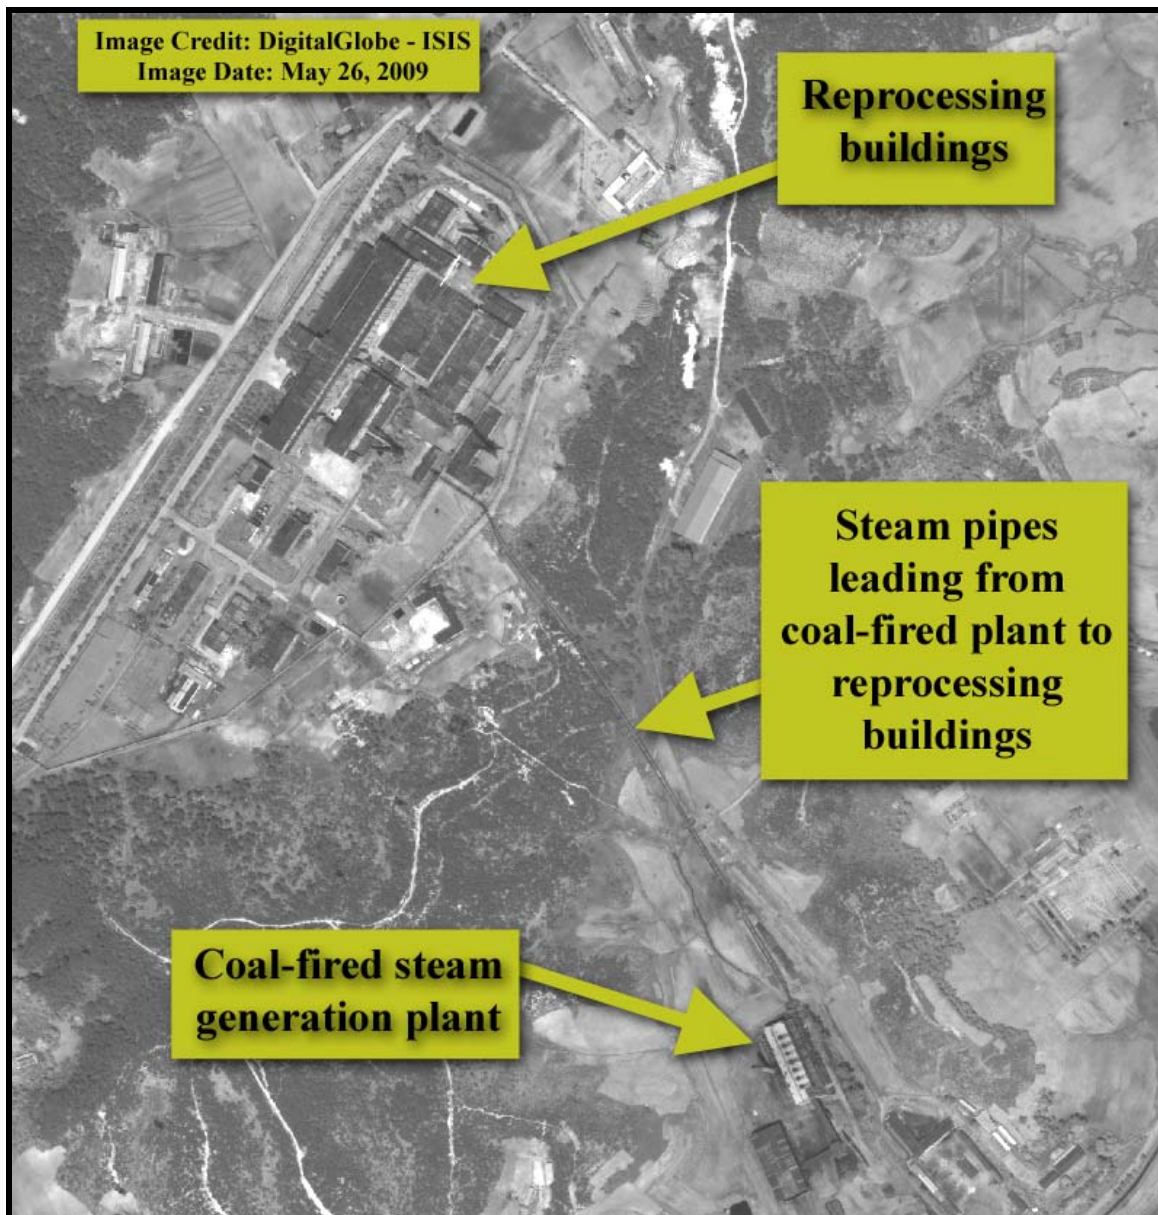 Image Credit: DigitalGlobe - ISIS
Image Date: May 26, 2009
Reprocessing
buildings
Steam pipes
leading from
coal-fired plant to
reprocessing
buildings
Coal-fired steam
generation plant